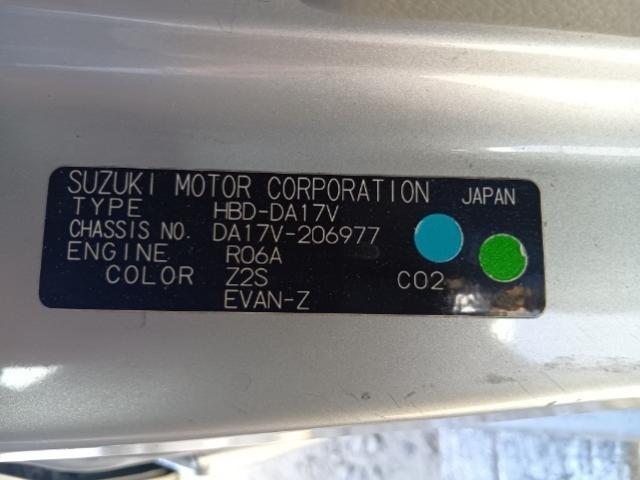 SUZUKI MOTOR CORPORATION JAPAN
TYPE HBD-DA17V
CHASSIS NO. DA17V-206977
ENGINE R06A
COLOR Z2S C02
EVAN-Z